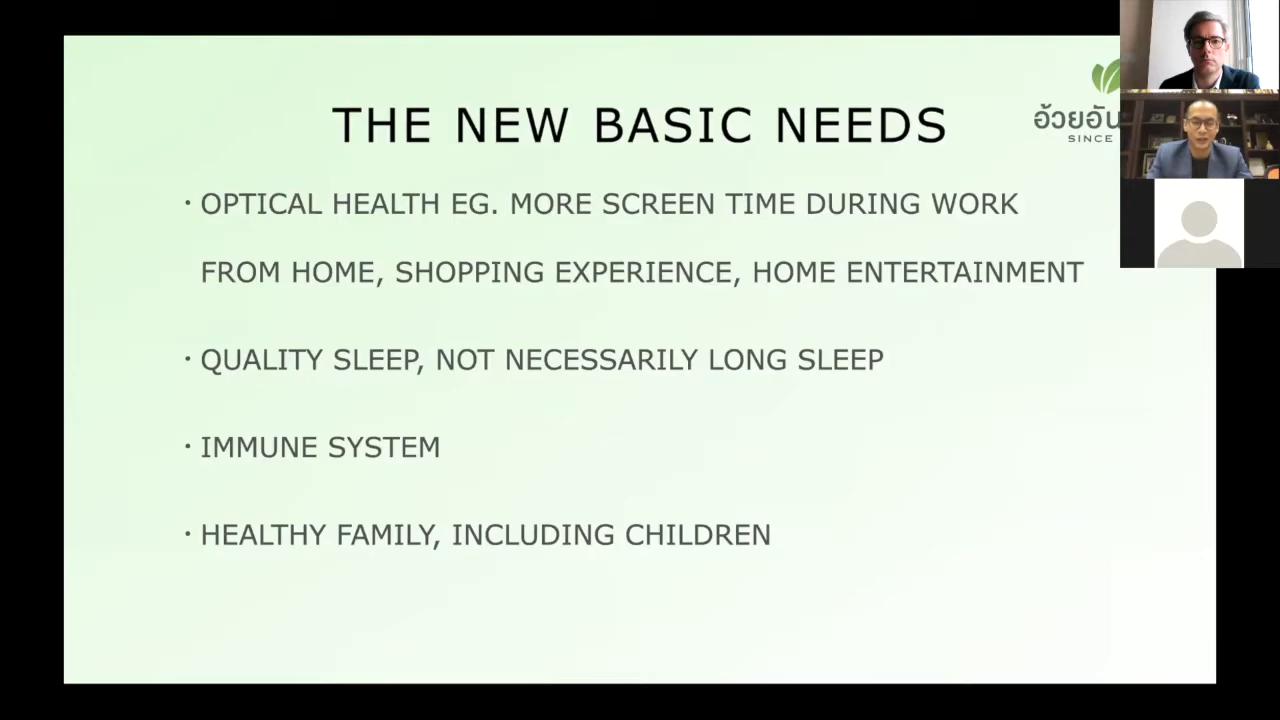 THE NEW BASIC NEEDS
อ้วยอัน
SINCE
· OPTICAL HEALTH EG. MORE SCREEN TIME DURING WORK
FROM HOME, SHOPPING EXPERIENCE, HOME ENTERTAINMENT
· QUALITY SLEEP, NOT NECESSARILY LONG SLEEP
· IMMUNE SYSTEM
· HEALTHY FAMILY, INCLUDING CHILDREN